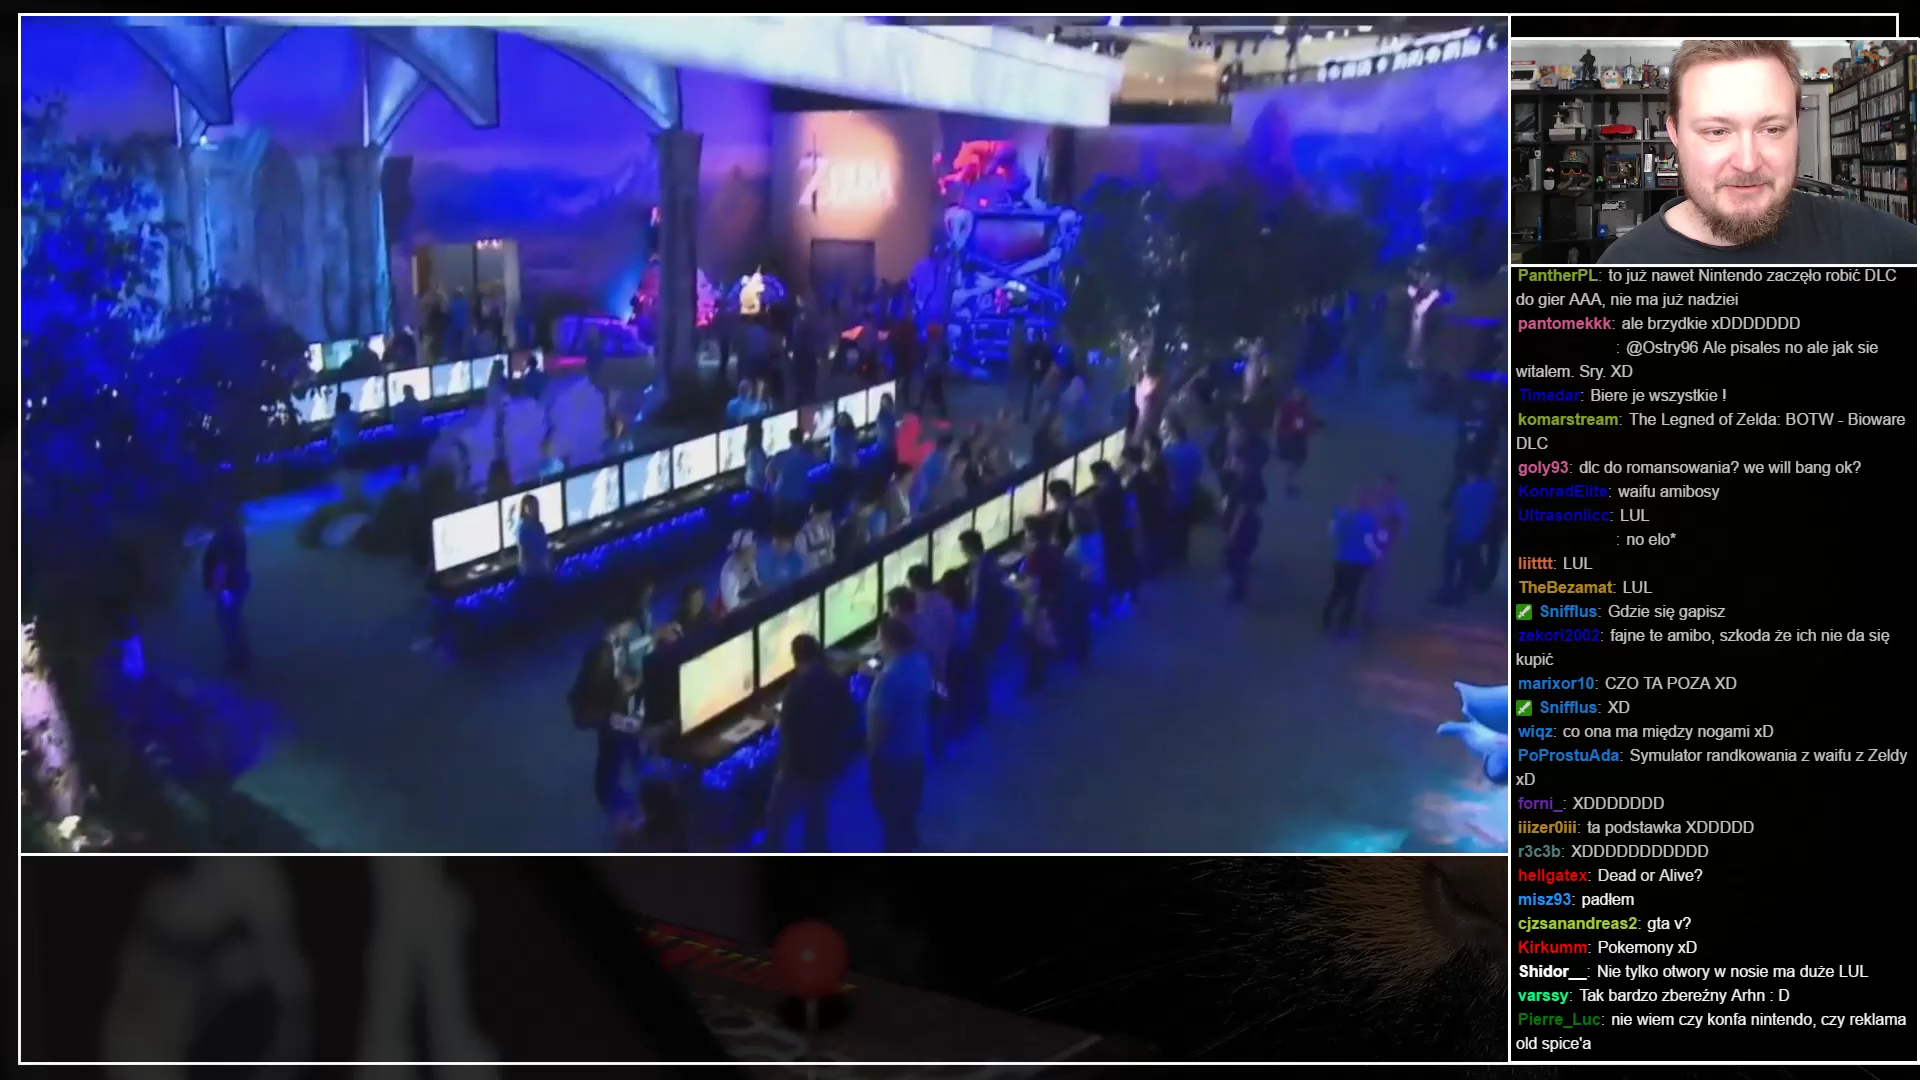 ZELDA
PantherPL: to już nawet Nintendo zaczęło robić DLC
do gier AAA, nie ma już nadziei
pantomekkk: ale brzydkie xDDDDDDD
: @Ostry96 Ale pisales no ale jak sie
witalem. Sry. XD
Timedar: Biere je wszystkie !
komarstream: The Legned of Zelda: BOTW - Bioware
DLC
goly93: dlc do romansowania? we will bang ok?
KonradElite: waifu amibosy
Ultrasoniicc: LUL
: no elo*
liitttt: LUL
TheBezamat: LUL
Snifflus: Gdzie się gapisz
zekori2002: fajne te amibo, szkoda że ich nie da się
kupić
marixor10: CZO TA POZA XD
Snifflus: XD
wiqz: co ona ma między nogami xD
PoProstuAda: Symulator randkowania z waifu z Zeldy
xD
forni_: XDDDDDDD
iiizer0iii: ta podstawka XDDDDD
r3c3b: XDDDDDDDDDDD
hellgatex: Dead or Alive?
misz93: padłem
cjzsanandreas2: gta v?
Kirkumm: Pokemony xD
Shidor__: Nie tylko otwory w nosie ma duże LUL
varssy: Tak bardzo zbereźny Arhn : D
Pierre_Luc: nie wiem czy konfa nintendo, czy reklama
old spice'a